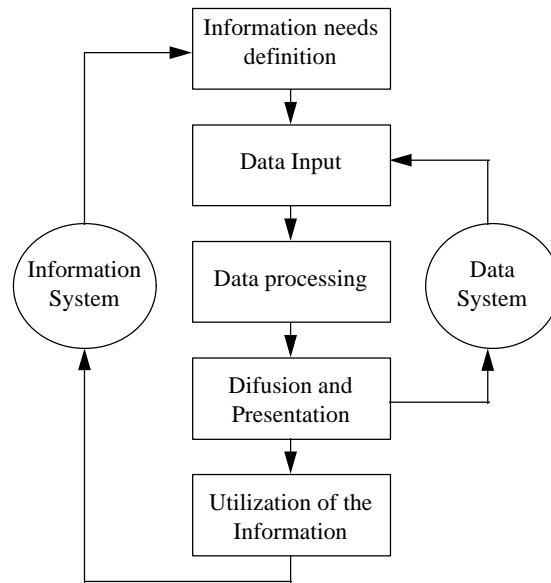 Information needs
definition
Data Input
Information
System
Data processing
Data
System
Difusion and
Presentation
Utilization of the
Information